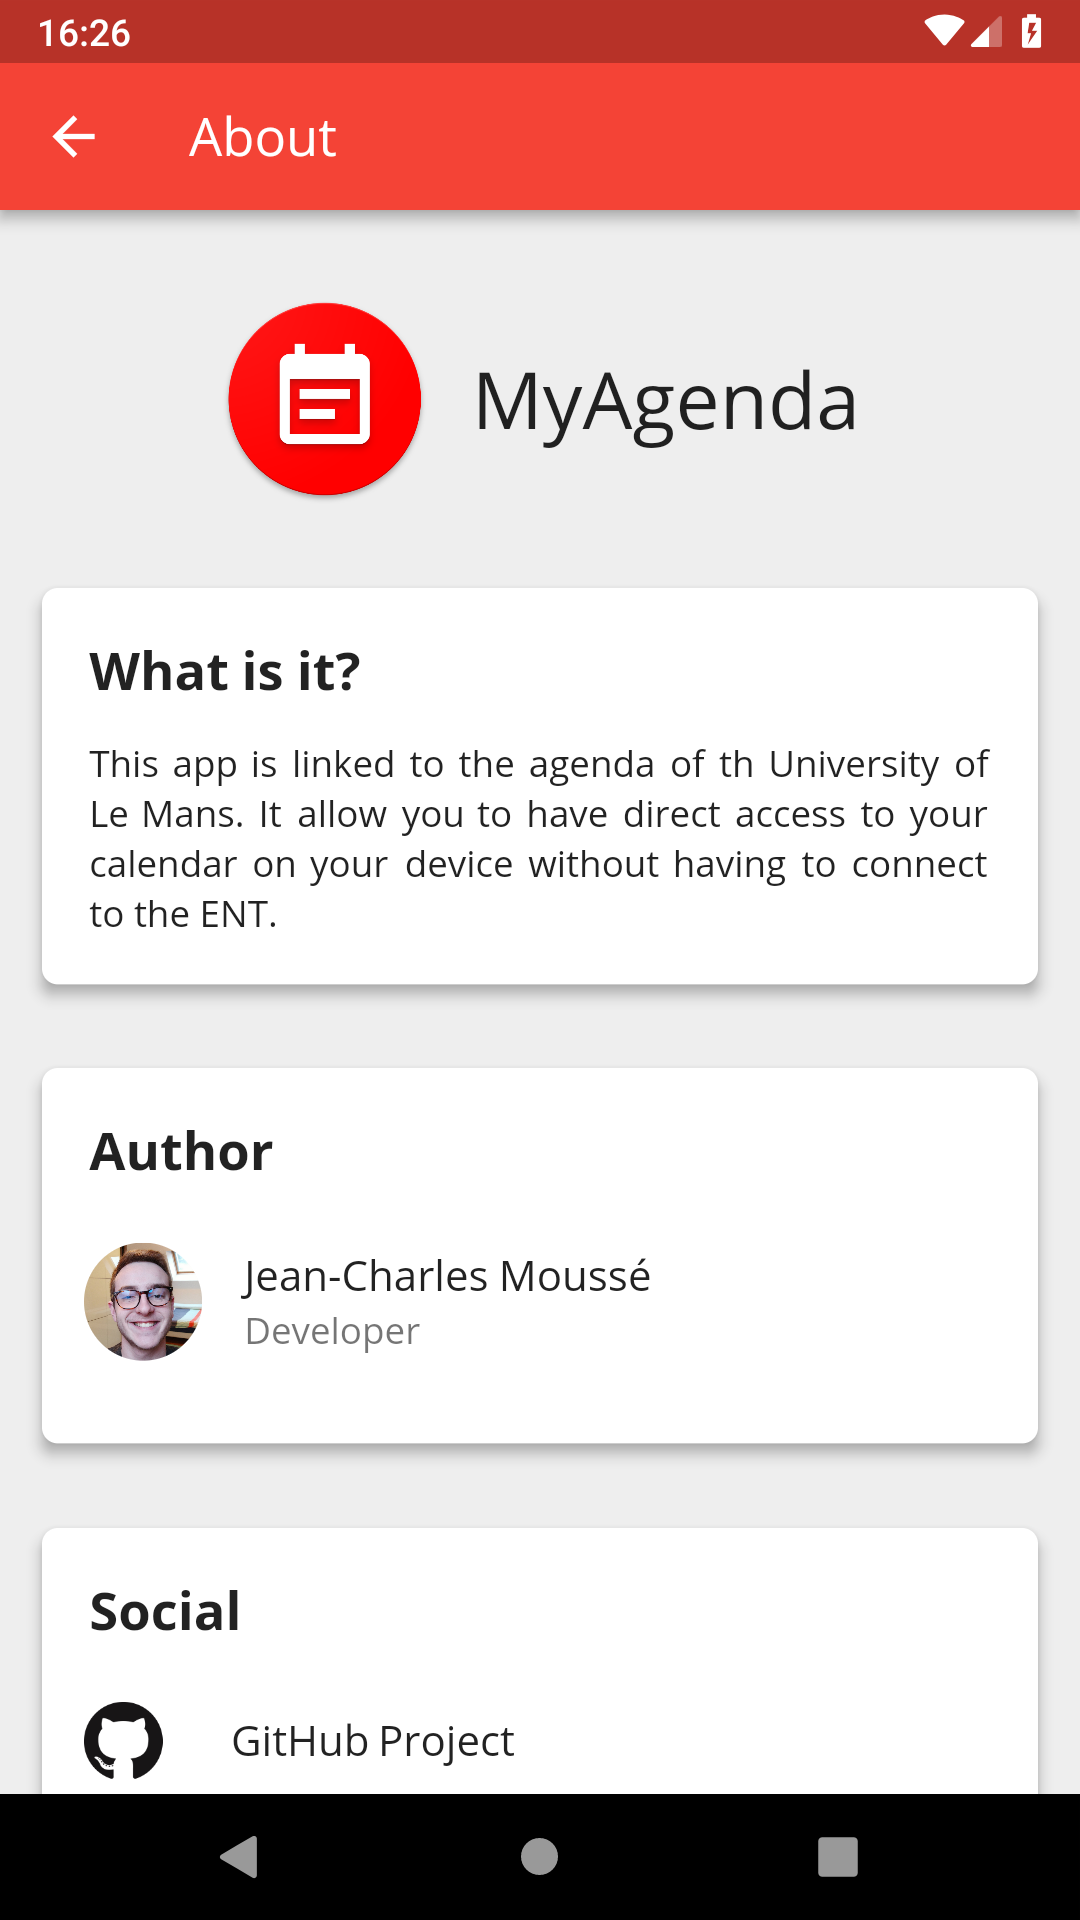 16:26
About
MyAgenda
What is it?
This app is linked to the agenda of th University of
Le Mans. It allow you to have direct access to your
calendar on your device without having to connect
to the ENT.
Author
Jean-Charles Moussé
Developer
Social
GitHub Project